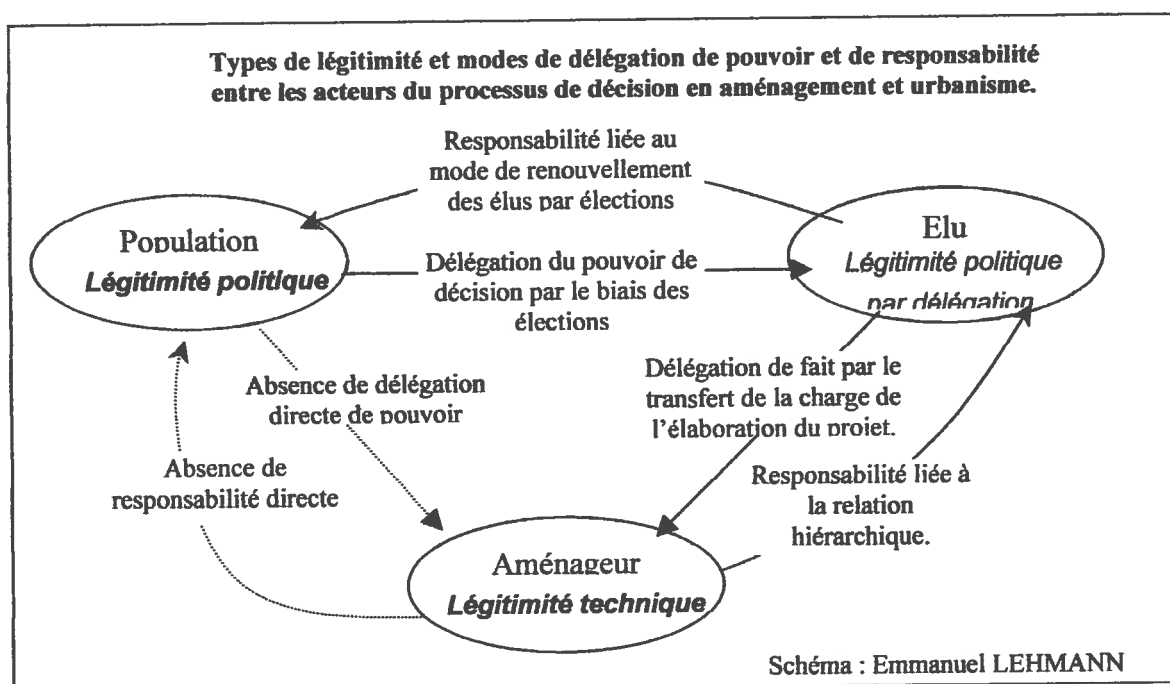 Types de légitimité et modes de délégation de pouvoir et de responsabilité
entre les acteurs du processus de décision en aménagement et urbanisme.
Responsabilité liée au
mode de renouvellement
des élus par élections
Population
Légitimité politique
Elu
Légitimité politique
par délégation
Délégation du pouvoir de
décision par le biais des
élections
Absence de délégation
directe de pouvoir
Délégation de fait par le
transfert de la charge de
l'élaboration du projet.
Absence de
responsabilité directe
Responsabilité liée à
la relation
hiérarchique.
Aménageur
Légitimité technique
Schéma : Emmanuel LEHMANN